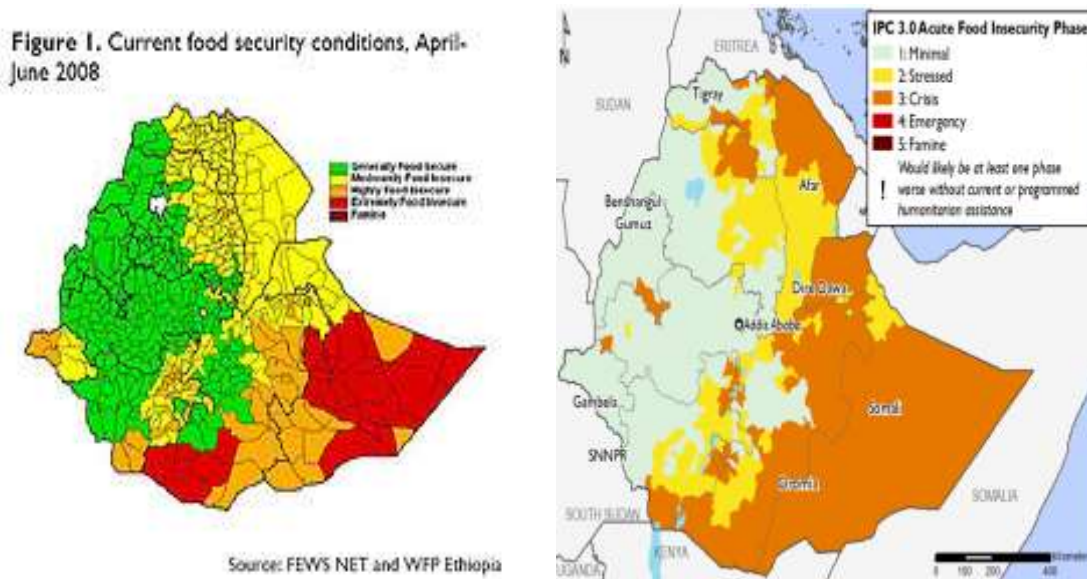 Figure 1. Current food security conditions, April-
June 2008
Generally Food Secure
Moderately Food Insecure
Highly Food Insecure
Extremely Food Insecure
Famine
Source: FEWS NET and WFP Ethiopia
IPC 3.0 Acute Food Insecurity Phase
1: Minimal
2: Stressed
3: Crisis
4: Emergency
5: Famine
! Would likely be at least one phase
worse without current or programmed
humanitarian assistance
ERITREA
SUDAN
Tigray
Afar
Benshangul
Gumuz
Dire Dawa
Addis Ababa
Gambela
Somali
SNNPR
Oromia
SOUTH SUDAN
SOMALIA
KENYA
UGANDA
0 100 200 400